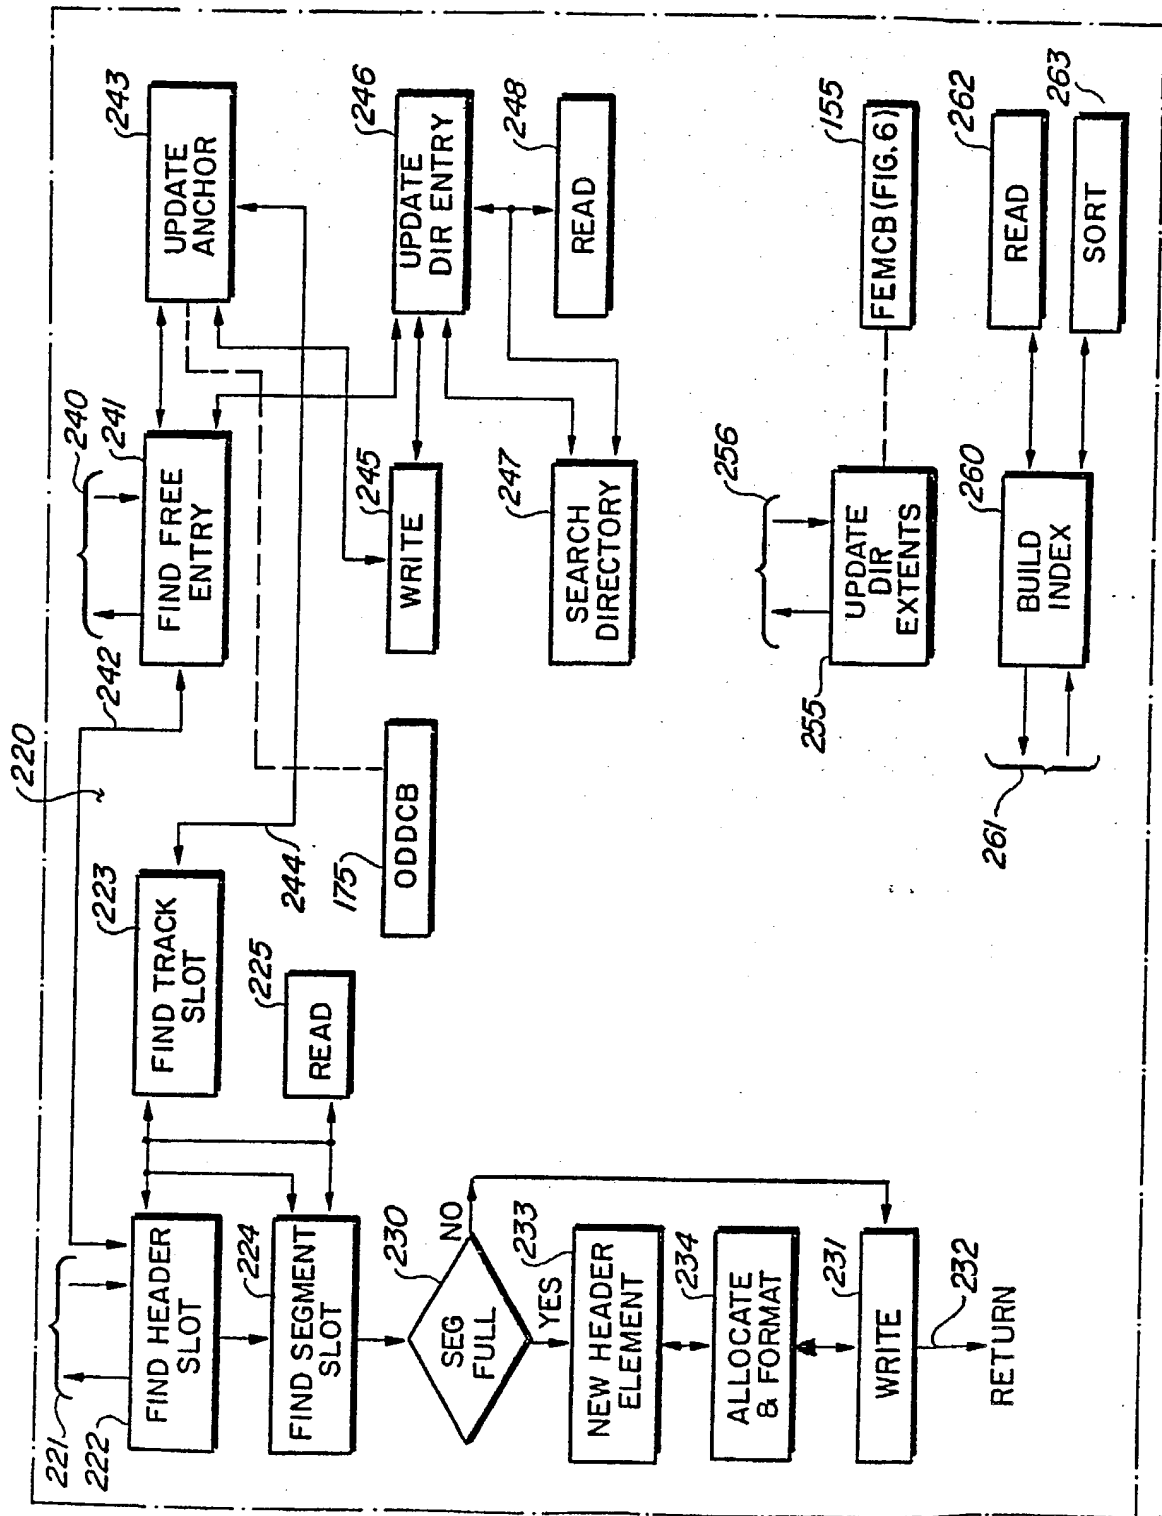 220
221
222
FIND HEADER
SLOT
223
FIND TRACK
SLOT
224
FIND SEGMENT
SLOT
225
READ
230
SEG
FULL
NO
YES
233
NEW HEADER
ELEMENT
234
ALLOCATE
& FORMAT
231
WRITE
232
RETURN
240
241
242
FIND FREE
ENTRY
243
UPDATE
ANCHOR
244
175
ODDCB
245
WRITE
246
UPDATE
DIR ENTRY
247
SEARCH
DIRECTORY
248
READ
256
255
UPDATE
DIR
EXTENTS
155
FEMCB (FIG. 6)
260
BUILD
INDEX
261
262
READ
263
SORT